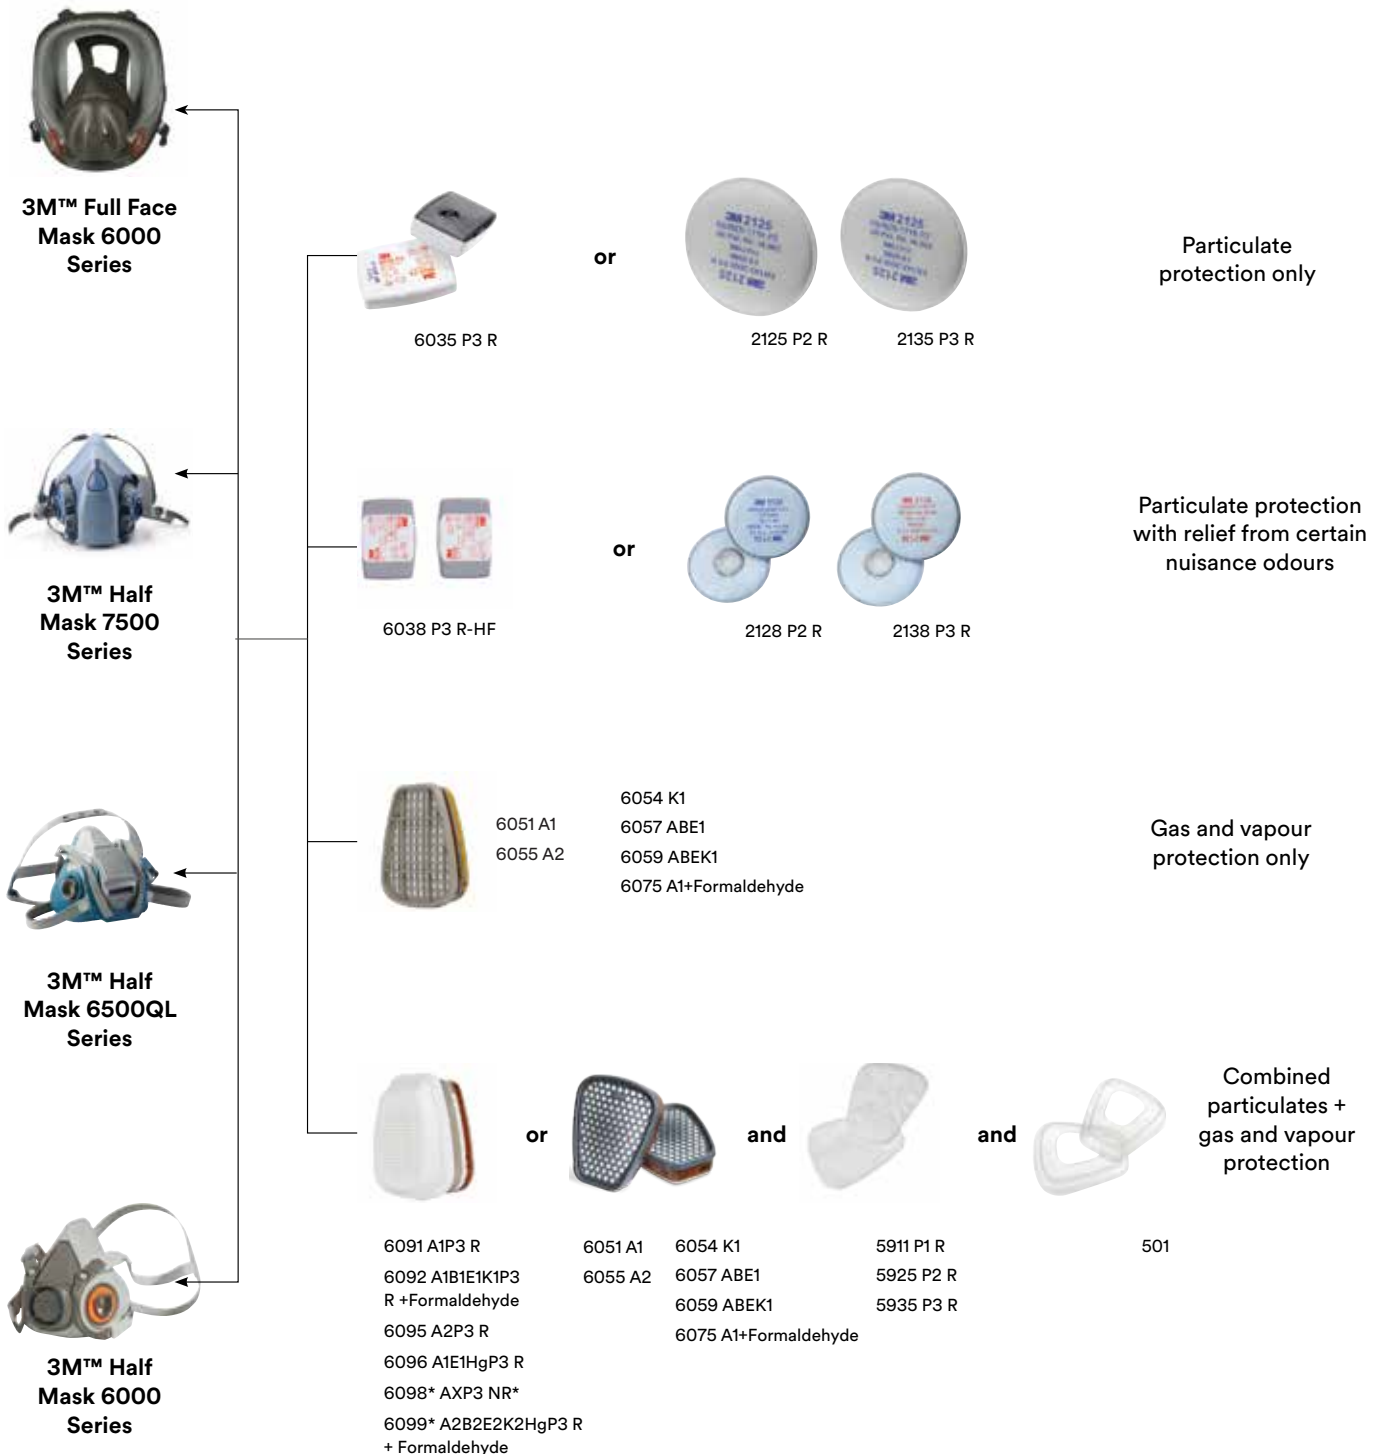 3M™ Full Face
Mask 6000
Series
6035 P3 R
or
3M 2125
3M 2125
2125 P2 R
2135 P3 R
Particulate
protection only
3M™ Half
Mask 7500
Series
6038 P3 R-HF
or
2128 P2 R
2138 P3 R
Particulate protection
with relief from certain
nuisance odours
6051 A1
6055 A2
6054 K1
6057 ABE1
6059 ABEK1
6075 A1+Formaldehyde
Gas and vapour
protection only
3M™ Half
Mask 6500QL
Series
or
and
and
Combined
particulates +
gas and vapour
protection
6091 A1P3 R
6092 A1B1E1K1P3
R +Formaldehyde
6095 A2P3 R
6096 A1E1HgP3 R
6098* AXP3 NR*
6099* A2B2E2K2HgP3 R
+ Formaldehyde
6051 A1
6055 A2
6054 K1
6057 ABE1
6059 ABEK1
6075 A1+Formaldehyde
5911 P1 R
5925 P2 R
5935 P3 R
501
3M™ Half
Mask 6000
Series